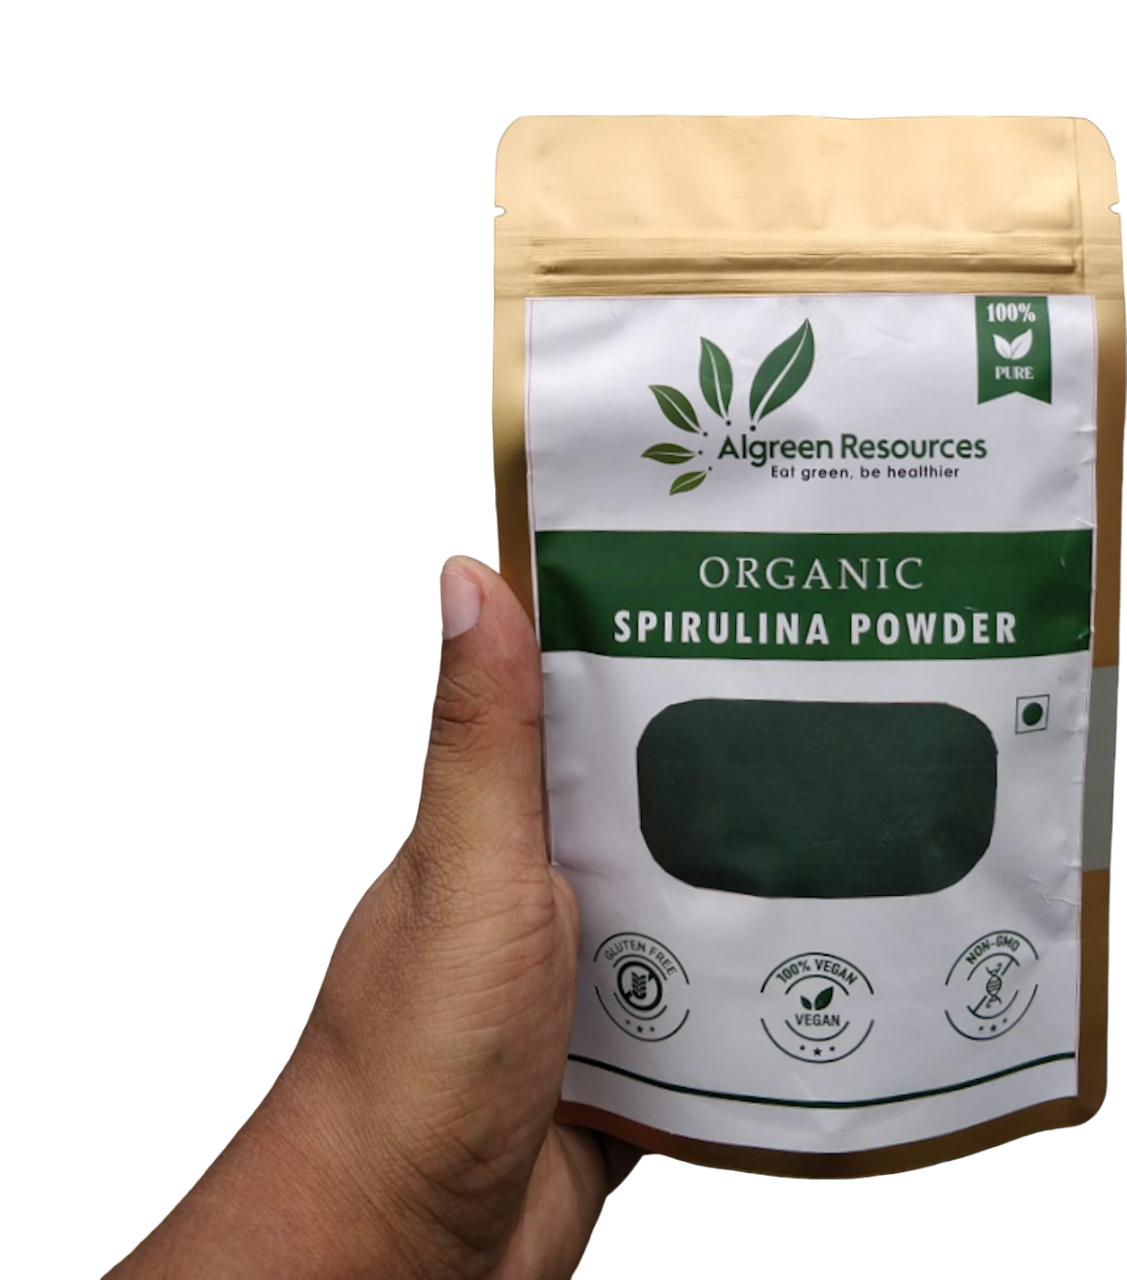 100%
PURE
Algreen Resources
Eat green, be healthier
ORGANIC
SPIRULINA POWDER
GLUTEN FREE
100% VEGAN
VEGAN
NON-GMO